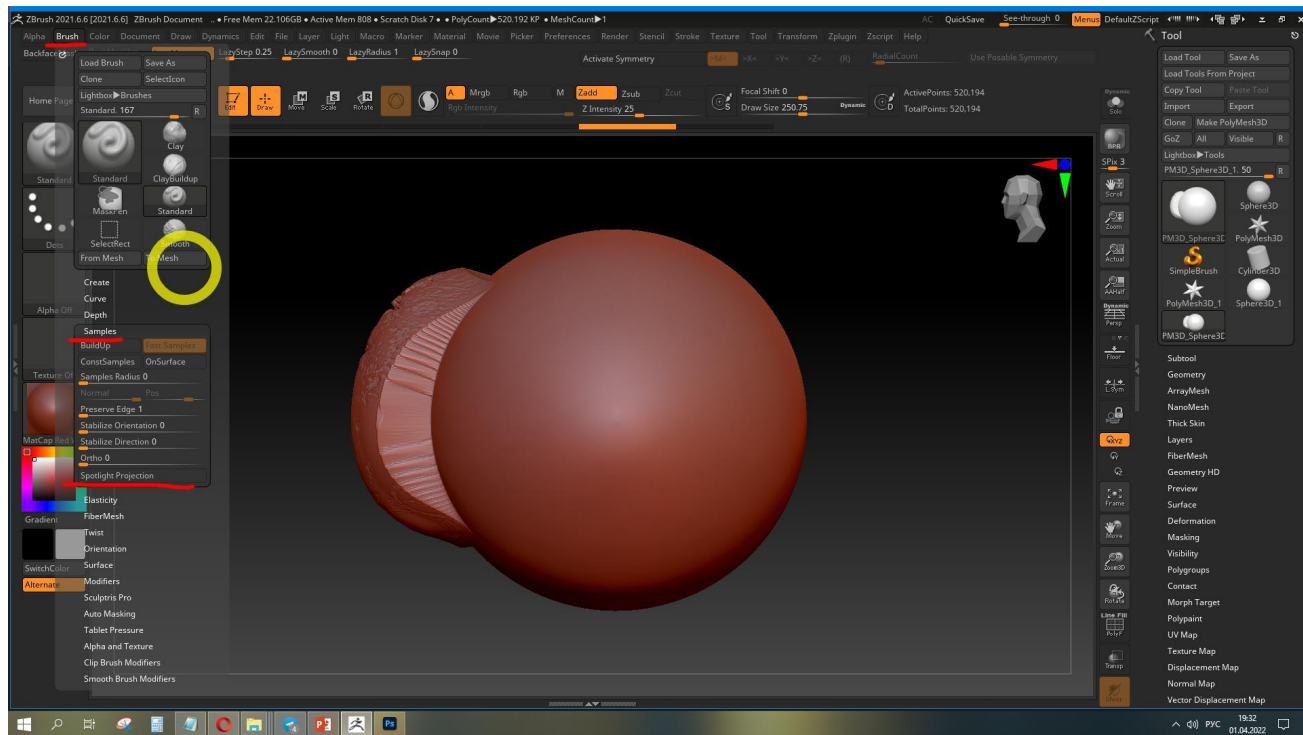 ZBrush 2021.6.6 [2021.6.6] ZBrush Document .. • Free Mem 22.106GB • Active Mem 808 • Scratch Disk 7 • • PolyCount▶520.192 KP • MeshCount▶1
AC QuickSave See-through 0 Menus DefaultZScript
Alpha Brush Color Document Draw Dynamics Edit File Layer Light Macro Marker Material Movie Picker Preferences Render Stencil Stroke Texture Tool Transform Zplugin Zscript Help
LazyStep 0.25 LazySmooth 0 LazyRadius 1 LazySnap 0
Activate Symmetry >M< >X< >Y< >Z< (R) RadialCount Use Posable Symmetry
Home Page
Edit Draw Move Scale Rotate
A Mrgb Rgb M Zadd Zsub Zcut
Rgb Intensity Z Intensity 25
S Focal Shift 0
Draw Size 250.75 Dynamic
D ActivePoints: 520,194
TotalPoints: 520,194
Standard
Dots
Alpha Off
Texture Of
MatCap Red
Gradient
SwitchColor
Alternate
Load Brush Save As
Clone SelectIcon
Lightbox▶Brushes
Standard. 167 R
Clay
Standard ClayBuildup
MaskPen Standard
SelectRect Smooth
From Mesh To Mesh
Create
Curve
Depth
Samples
BuildUp Fast Samples
ConstSamples OnSurface
Samples Radius 0
Normal Pos
Preserve Edge 1
Stabilize Orientation 0
Stabilize Direction 0
Ortho 0
Spotlight Projection
Elasticity
FiberMesh
Twist
Orientation
Surface
Modifiers
Sculptris Pro
Auto Masking
Tablet Pressure
Alpha and Texture
Clip Brush Modifiers
Smooth Brush Modifiers
Dynamic
Solo
BPR
SPix 3
Scroll
Zoom
Actual
AAHalf
Dynamic
Persp
Floor
L.Sym
XYZ
Frame
Move
Zoom3D
Rotate
Line Fill
PolyF
Transp
Tool
Load Tool Save As
Load Tools From Project
Copy Tool Paste Tool
Import Export
Clone Make PolyMesh3D
GoZ All Visible R
Lightbox▶Tools
PM3D_Sphere3D_1. 50 R
Sphere3D
PM3D_Sphere3D PolyMesh3D
SimpleBrush Cylinder3D
PolyMesh3D_1 Sphere3D_1
PM3D_Sphere3D
Subtool
Geometry
ArrayMesh
NanoMesh
Thick Skin
Layers
FiberMesh
Geometry HD
Preview
Surface
Deformation
Masking
Visibility
Polygroups
Contact
Morph Target
Polypaint
UV Map
Texture Map
Displacement Map
Normal Map
Vector Displacement Map
Ps
РУС
19:32
01.04.2022